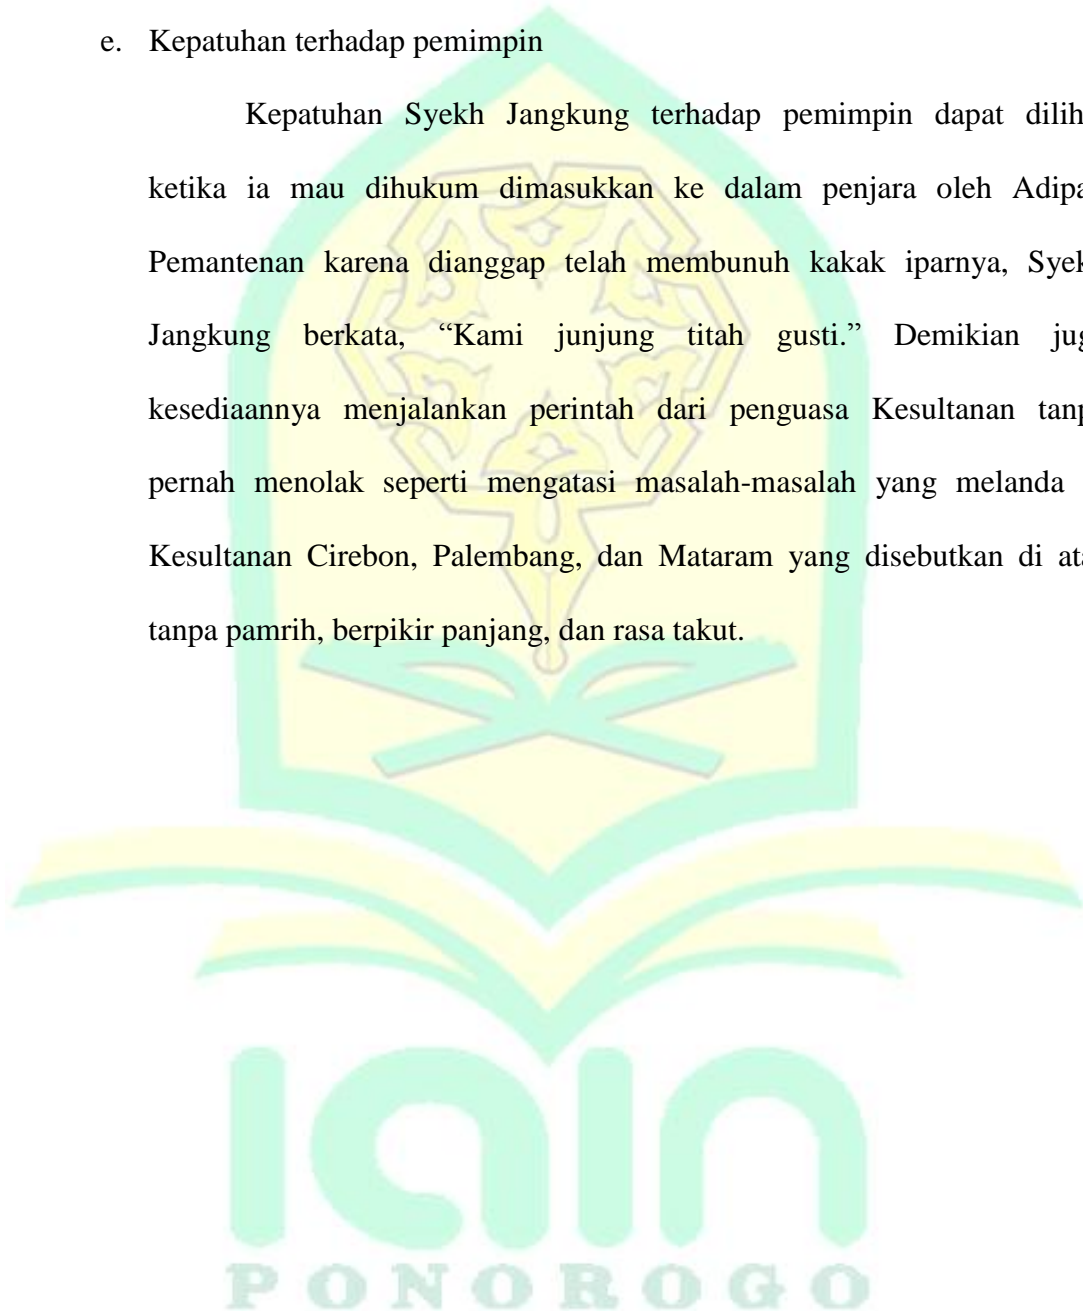 e. Kepatuhan terhadap pemimpin
Kepatuhan Syekh Jangkung terhadap pemimpin dapat dilih
ketika ia mau dihukum dimasukkan ke dalam penjara oleh Adipa
Pemantenan karena dianggap telah membunuh kakak iparnya, Syek
Jangkung berkata, “Kami junjung titah gusti.” Demikian jug
kesediaannya menjalankan perintah dari penguasa Kesultanan tanp
pernah menolak seperti mengatasi masalah-masalah yang melanda
Kesultanan Cirebon, Palembang, dan Mataram yang disebutkan di ata
tanpa pamrih, berpikir panjang, dan rasa takut.
iain
PONOROGO